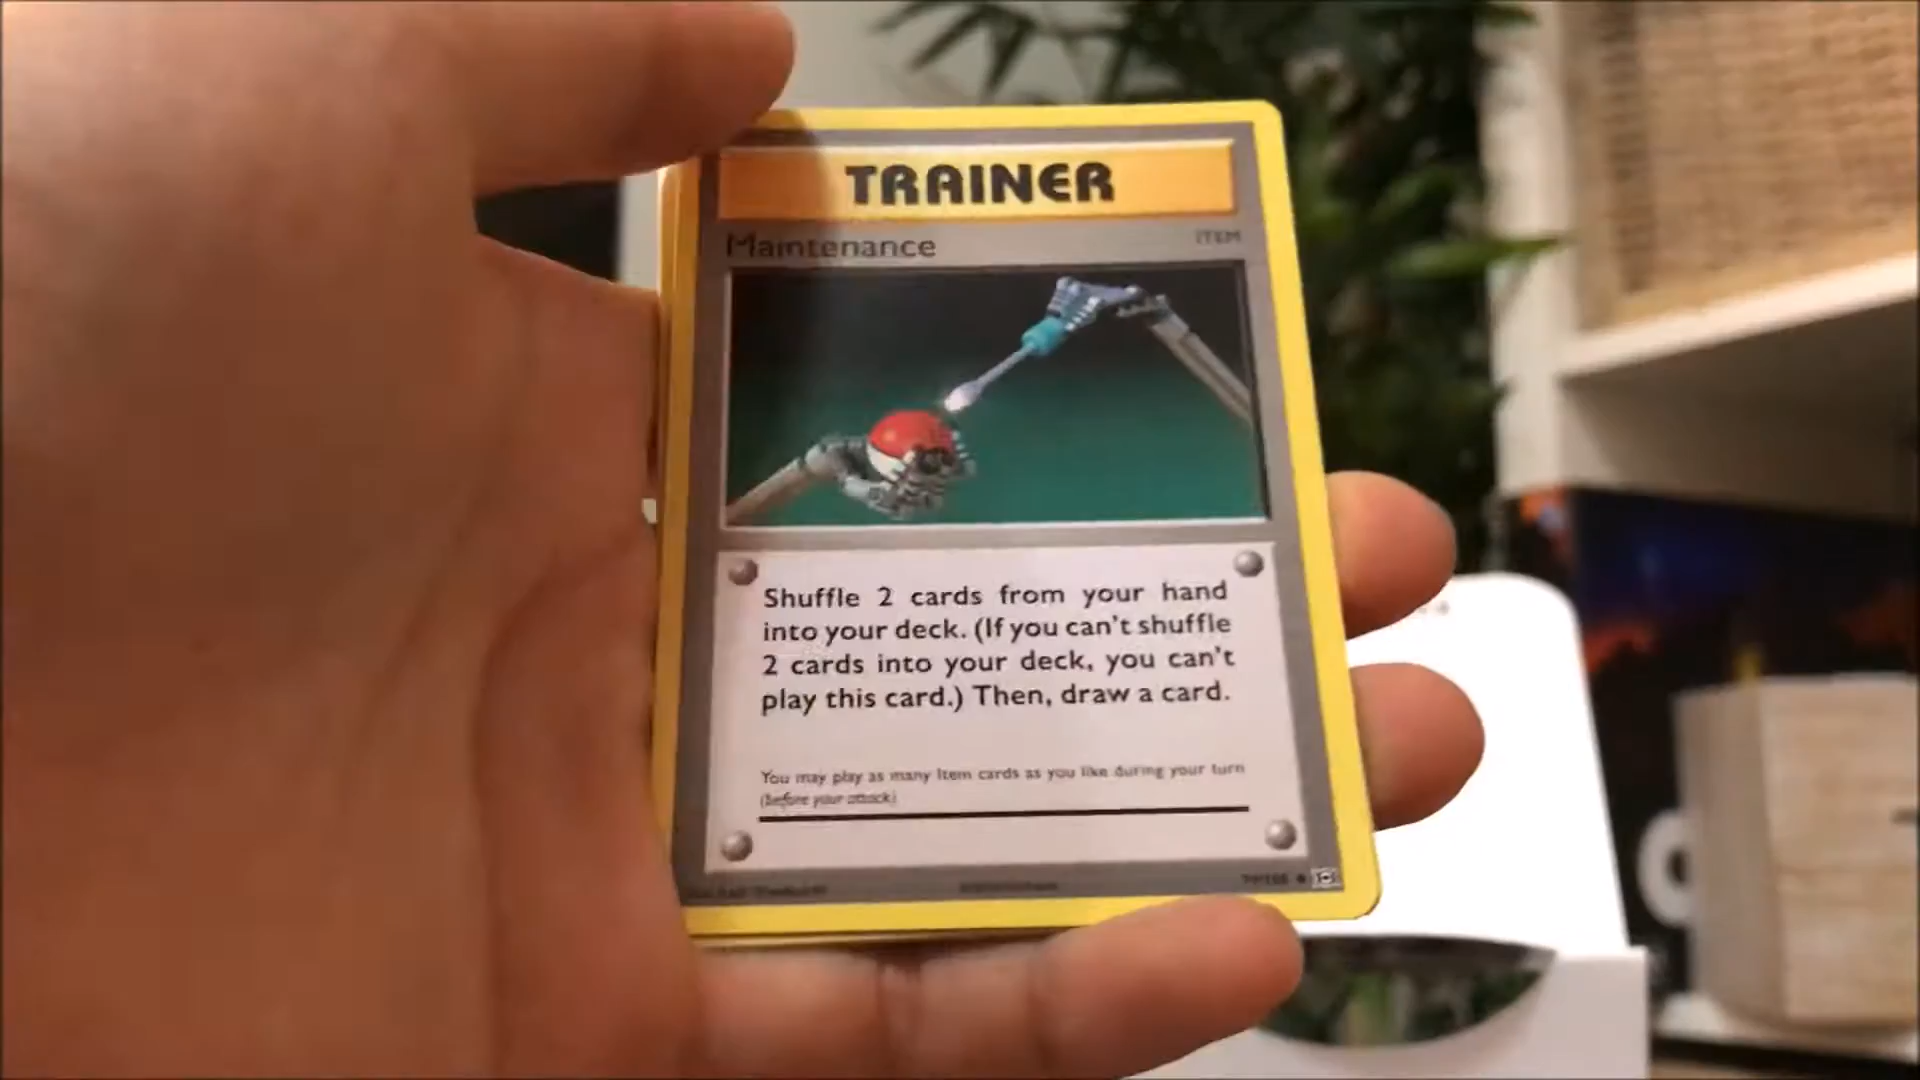 TRAINER
Maintenance ITEM
Shuffle 2 cards from your hand
into your deck. (If you can't shuffle
2 cards into your deck, you can't
play this card.) Then, draw a card.
You may play as many Item cards as you like during your turn
(before your attack)